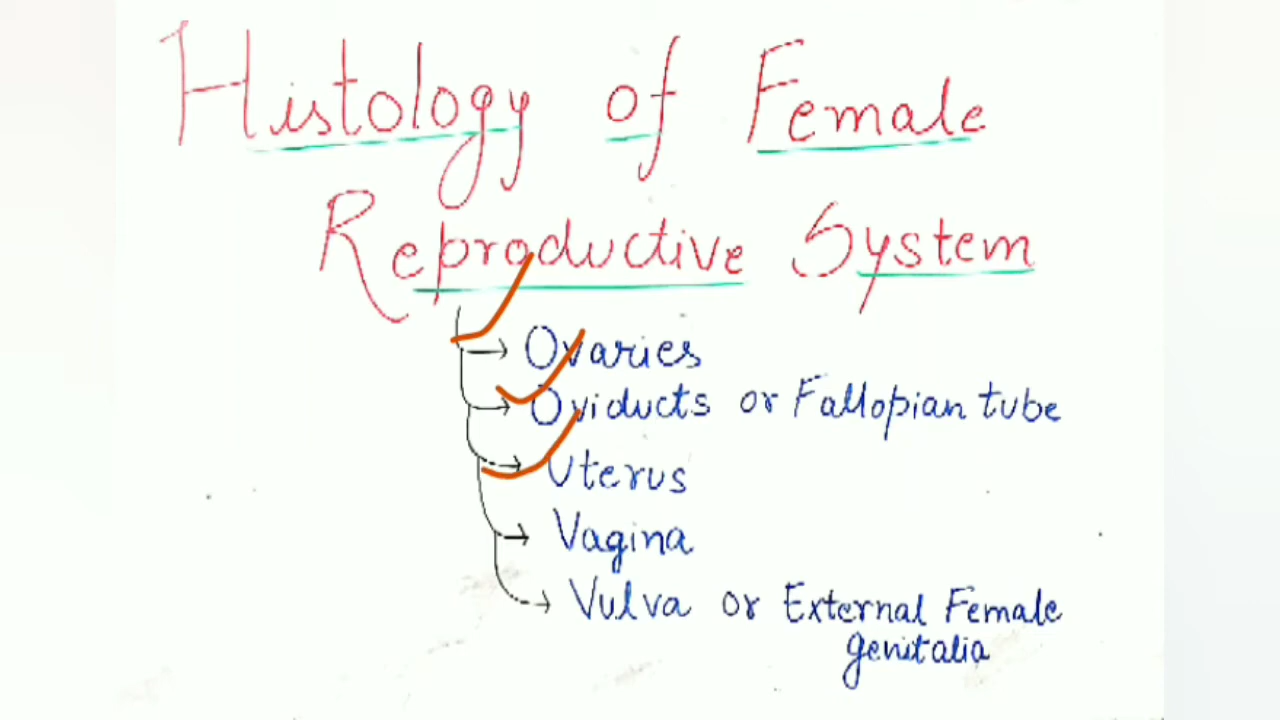 Histology of Female
Reproductive System
Ovaries
Oviducts or Fallopian tube
Uterus
Vagina
Vulva or External Female
genitalia